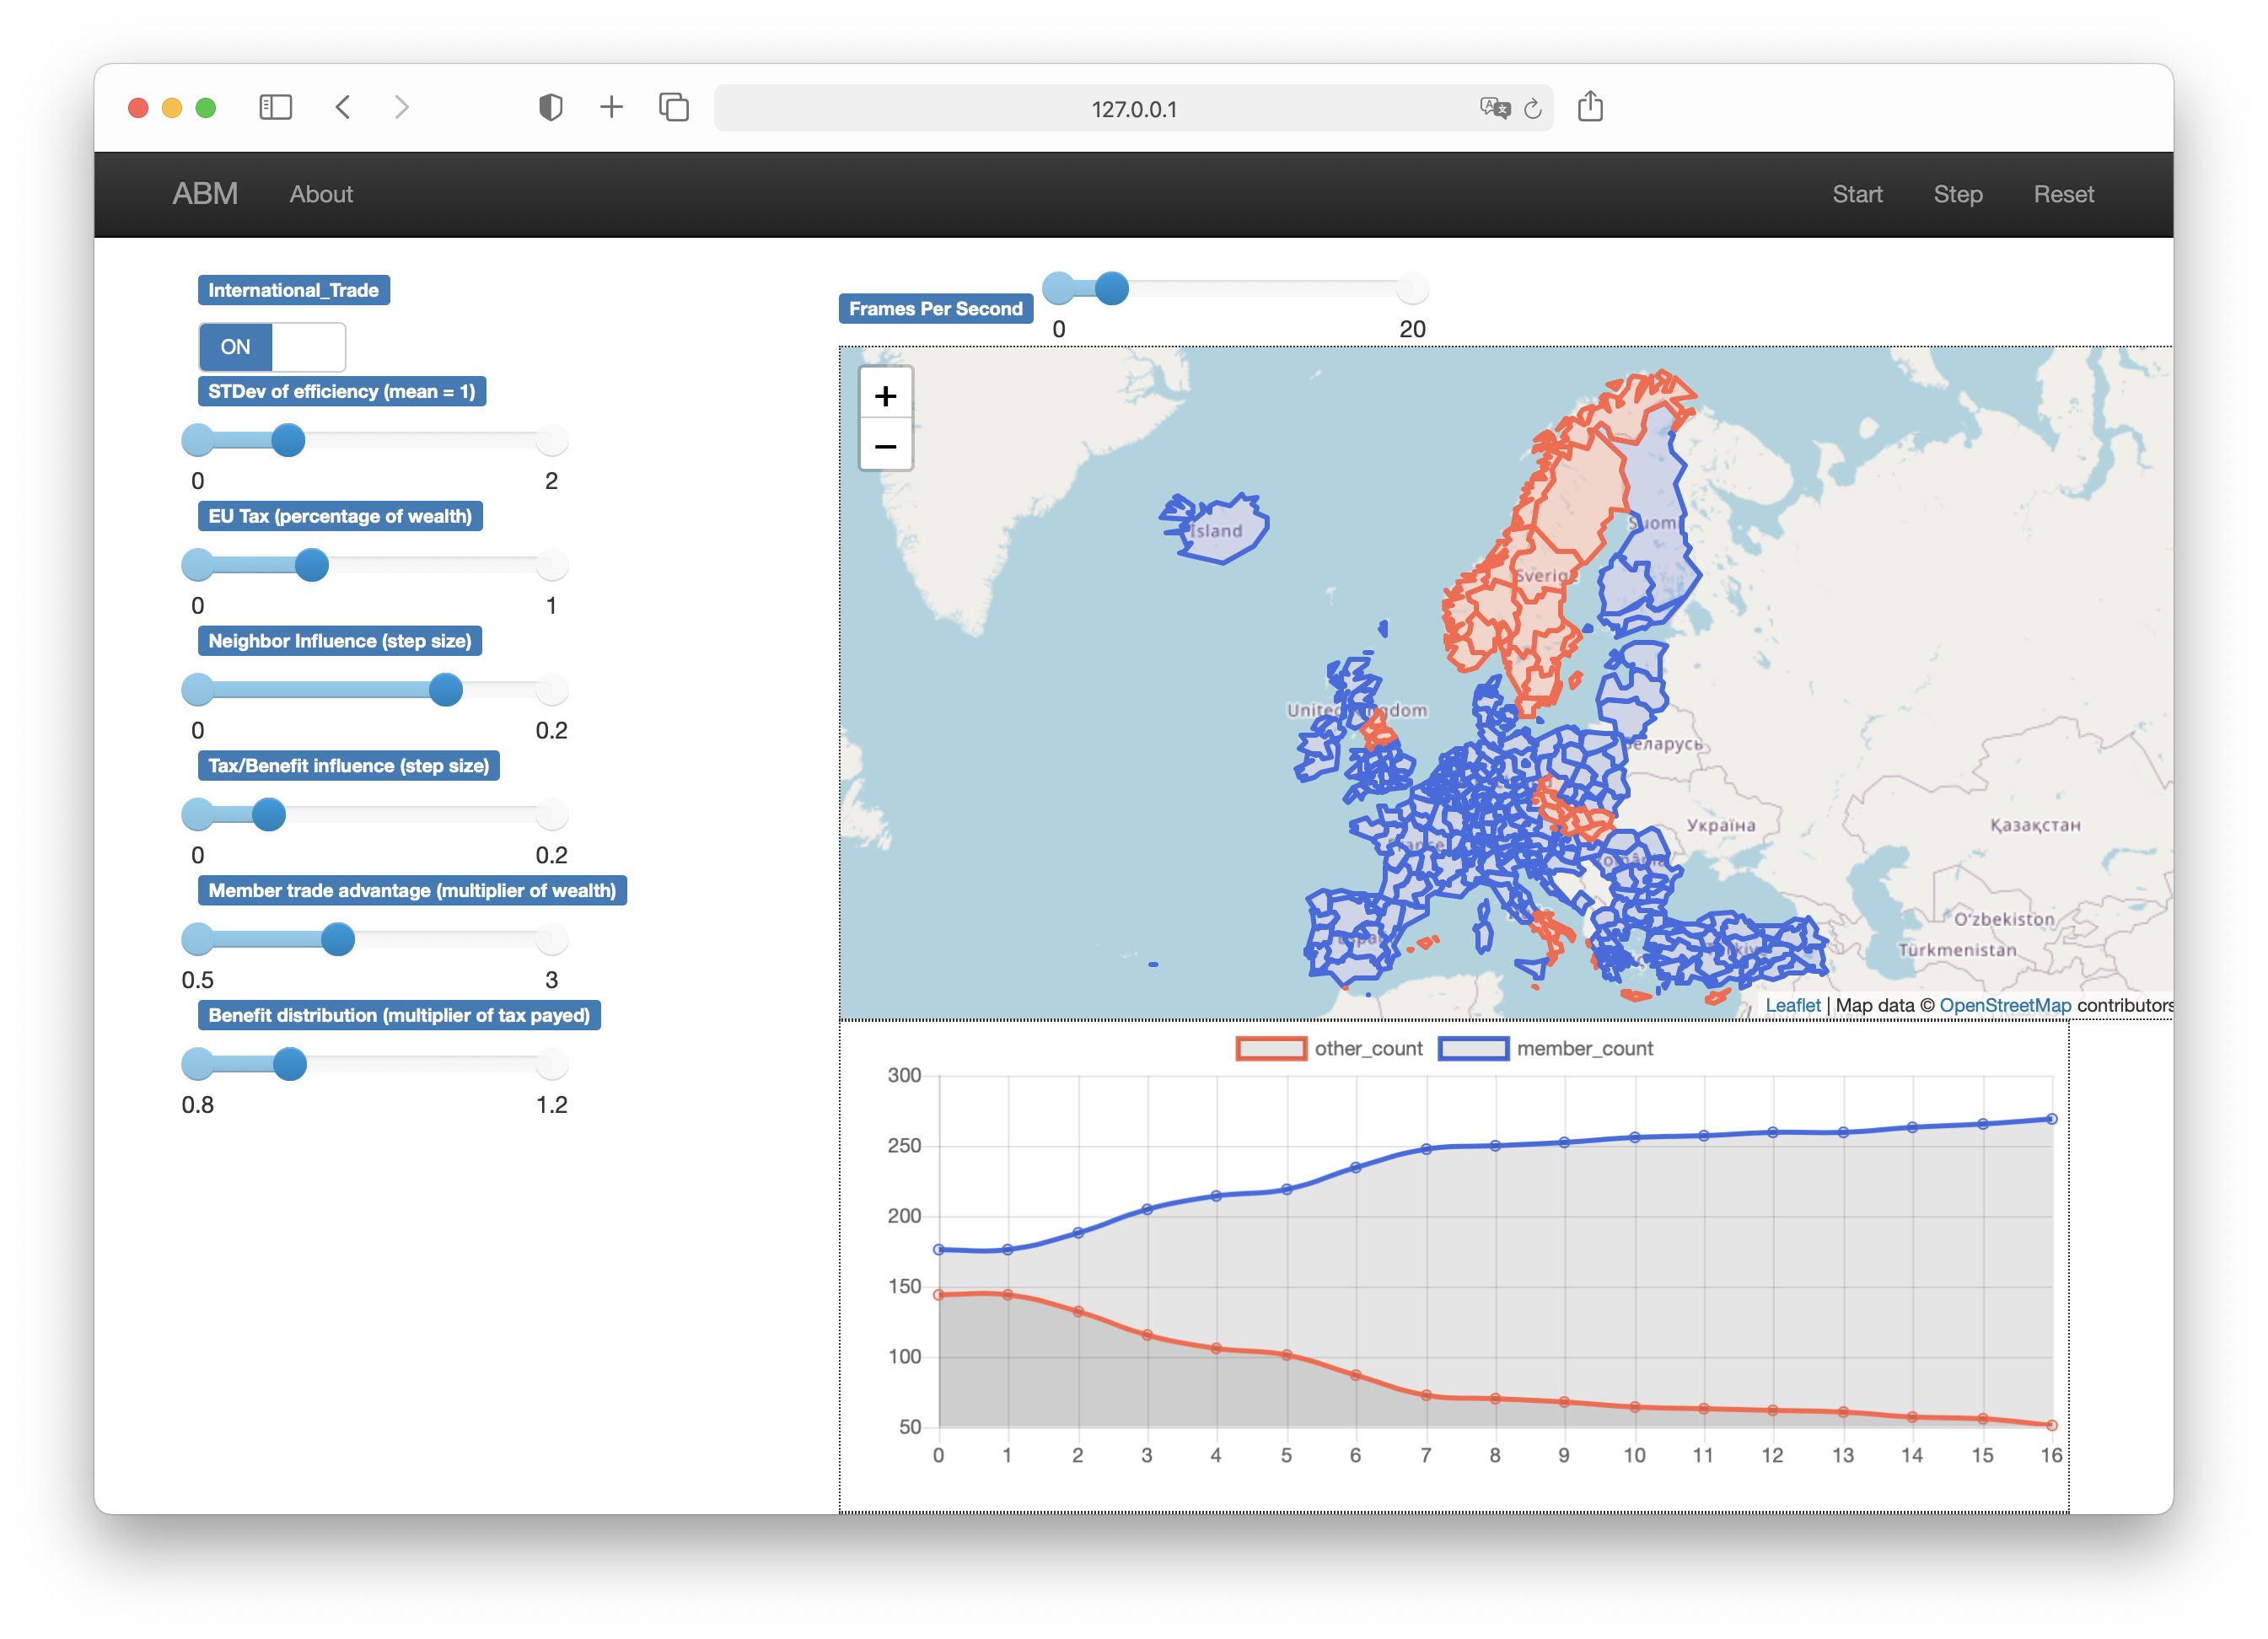 127.0.0.1
ABM About Start Step Reset
International_Trade
ON
STDev of efficiency (mean = 1)
0 2
EU Tax (percentage of wealth)
0 1
Neighbor Influence (step size)
0 0.2
Tax/Benefit influence (step size)
0 0.2
Member trade advantage (multiplier of wealth)
0.5 3
Benefit distribution (multiplier of tax payed)
0.8 1.2
Frames Per Second
0 20
+
−
Ísland
Suomi
Sverige
United Kingdom
Беларусь
Україна
Қазақстан
France
România
O'zbekiston
Türkmenistan
Leaflet | Map data © OpenStreetMap contributors
other_count member_count
300
250
200
150
100
50
0 1 2 3 4 5 6 7 8 9 10 11 12 13 14 15 16